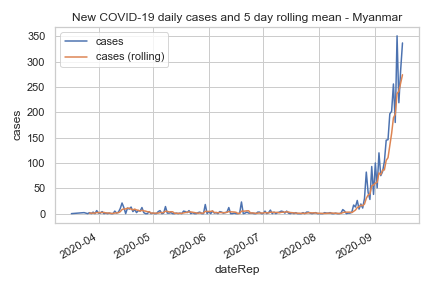 New COVID-19 daily cases and 5 day rolling mean - Myanmar
cases
cases (rolling)
350
300
250
200
150
100
50
0
cases
2020-04
2020-05
2020-06
2020-07
2020-08
2020-09
dateRep